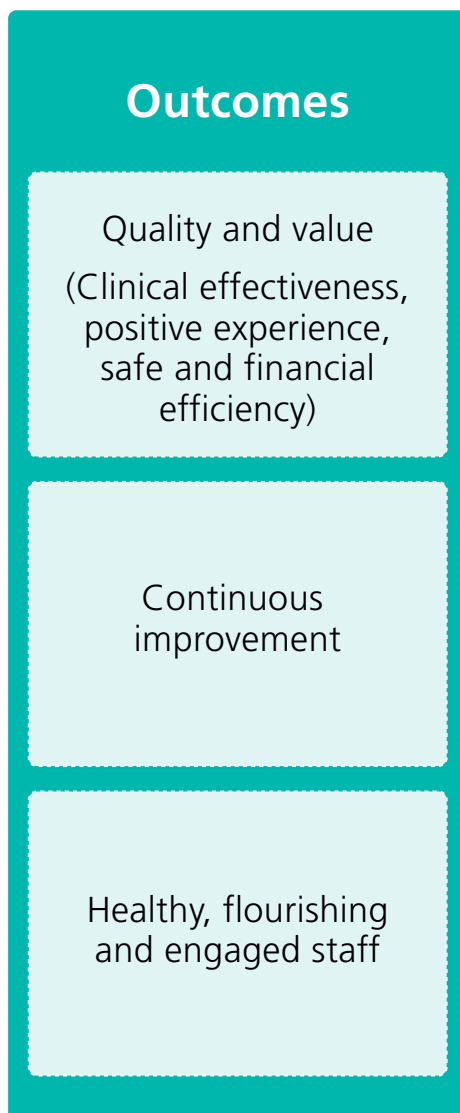 Outcomes
Quality and value
(Clinical effectiveness,
positive experience,
safe and financial
efficiency)
Continuous
improvement
Healthy, flourishing
and engaged staff